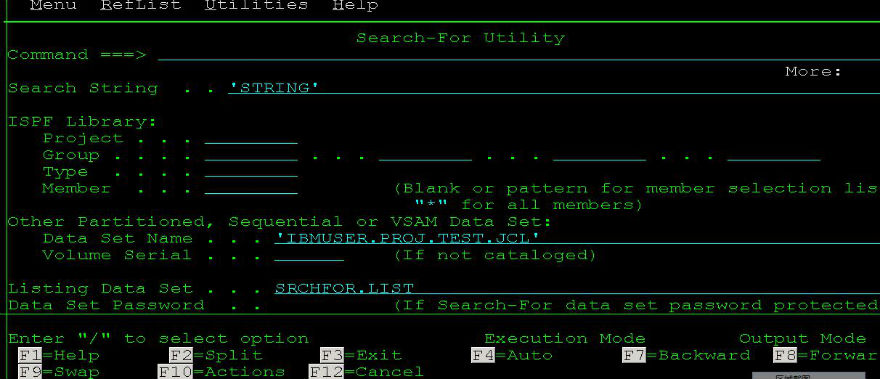 Menu RefList Utilities Help
Search-For Utility
Command ===>
More:
Search String . . 'STRING'
ISPF Library:
Project . . .
Group . . . . . . . . . . . . .
Type . . . .
Member . . . (Blank or pattern for member selection lis
"*" for all members)
Other Partitioned, Sequential or VSAM Data Set:
Data Set Name . . . 'IBMUSER.PROJ.TEST.JCL'
Volume Serial . . . (If not cataloged)
Listing Data Set . . . SRCHFOR.LIST
Data Set Password . . (If Search-For data set password protected
Enter "/" to select option Execution Mode Output Mode
F1=Help F2=Split F3=Exit F4=Auto F7=Backward F8=Forwar
F9=Swap F10=Actions F12=Cancel